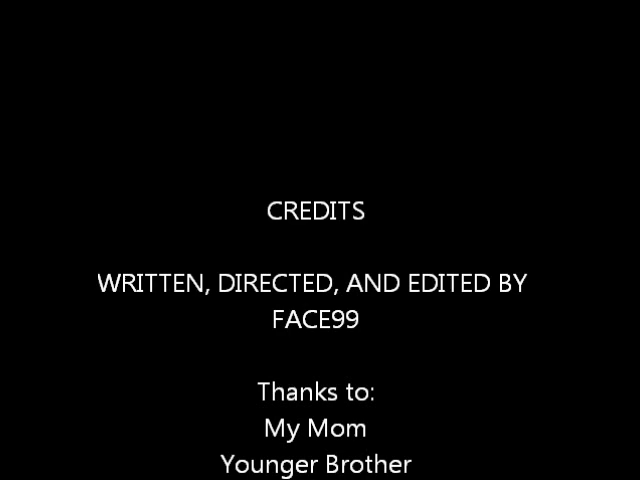 CREDITS
WRITTEN, DIRECTED, AND EDITED BY
FACE99
Thanks to:
My Mom
Younger Brother